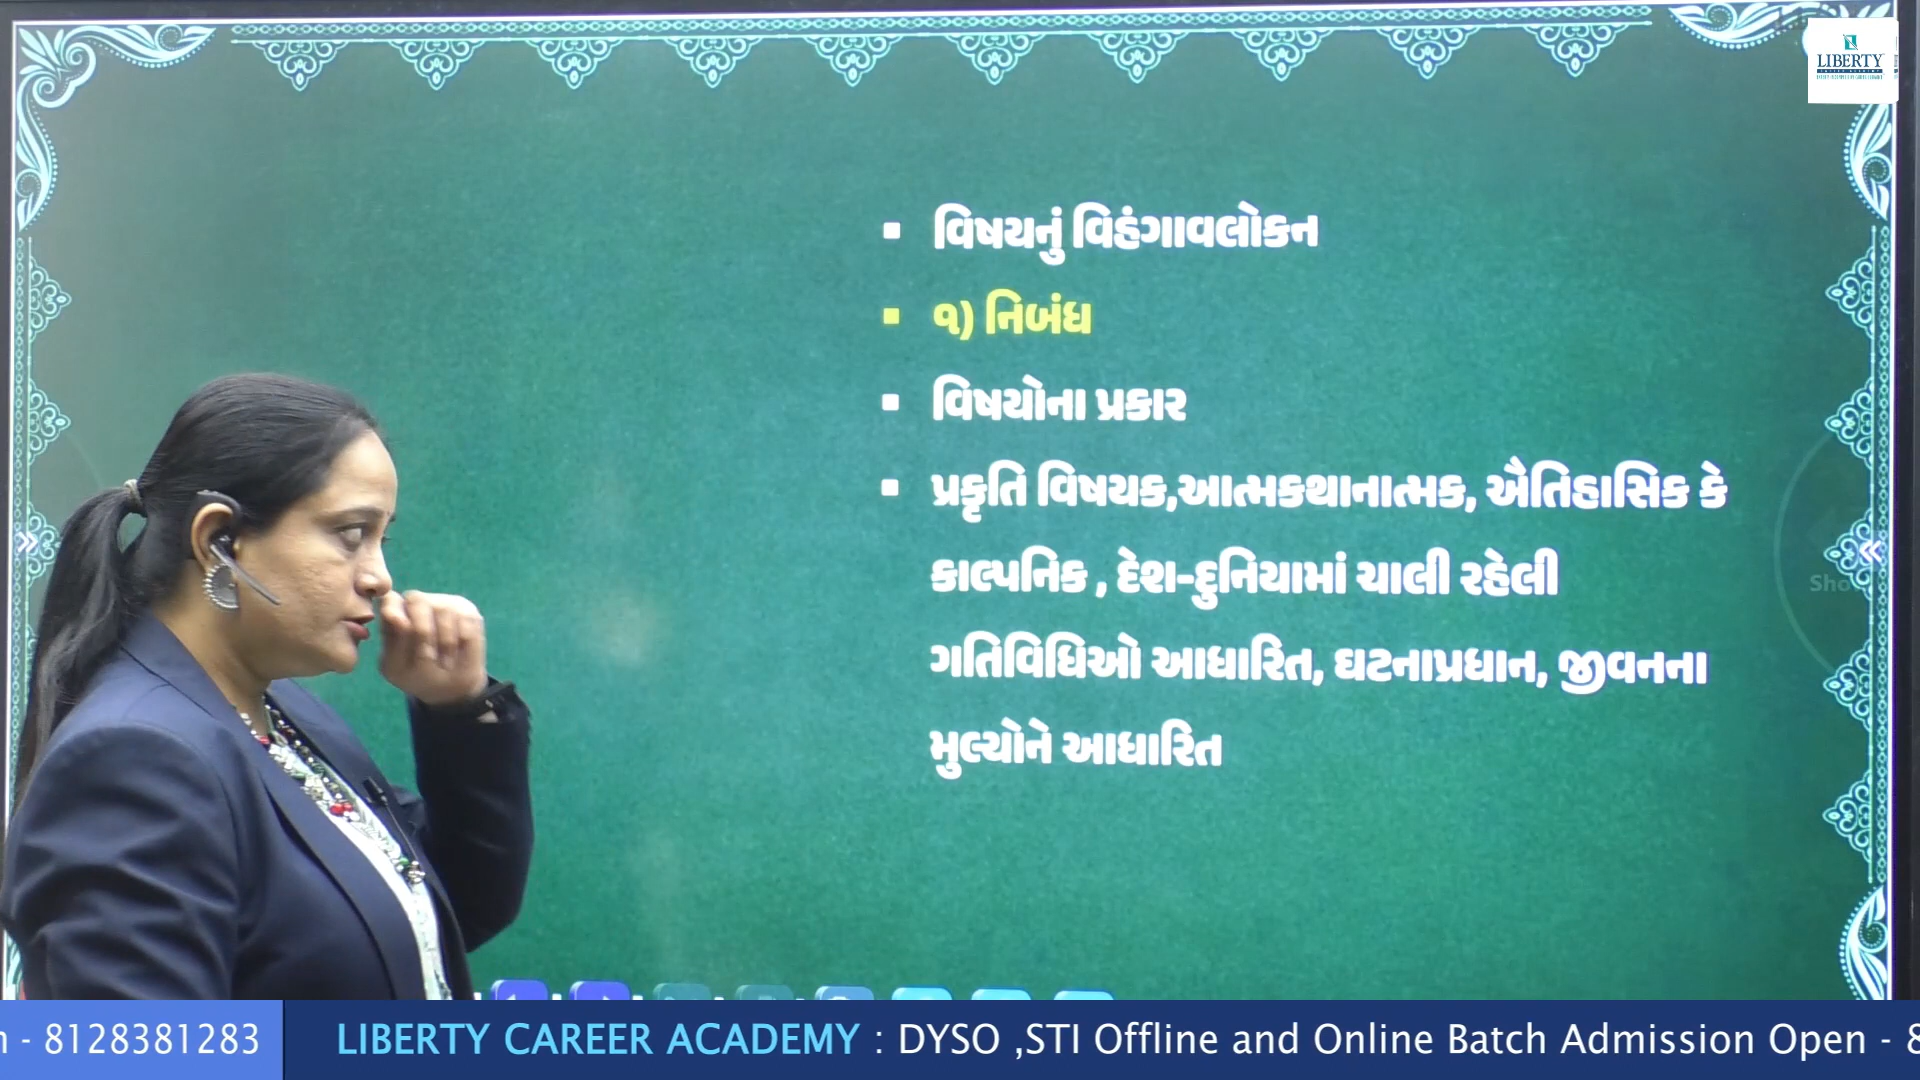 LIBERTY
વિષયનું વિહંગાવલોકન
૧) નિબંધ
વિષયોના પ્રકાર
પ્રકૃતિ વિષયક,આત્મકથાનાત્મક, ઐતિહાસિક કે
કાલ્પનિક , દેશ-દુનિયામાં ચાલી રહેલી
ગતિવિધિઓ આધારિત, ઘટનાપ્રધાન, જીવનના
મુલ્યોને આધારિત
Sho
- 8128381283
LIBERTY CAREER ACADEMY : DYSO ,STI Offline and Online Batch Admission Open - 8